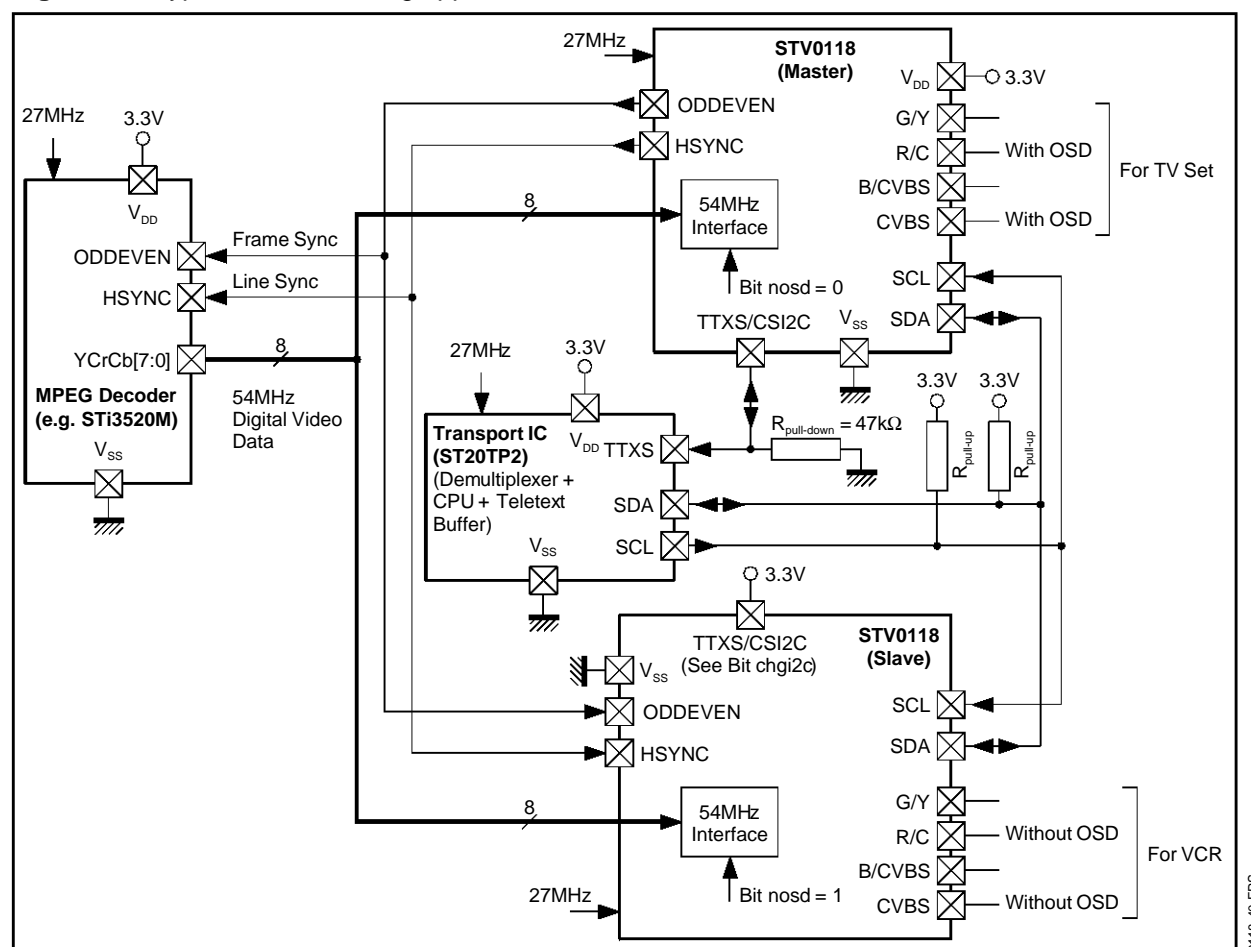 27MHz
STV0118
(Master)
VDD
3.3V
ODDEVEN
G/Y
HSYNC
R/C
With OSD
For TV Set
B/CVBS
8
54MHz
Interface
CVBS
With OSD
Bit nosd = 0
SCL
TTXS/CSI2C
VSS
SDA
27MHz
3.3V
VDD
ODDEVEN
Frame Sync
HSYNC
Line Sync
YCrCb[7:0]
8
MPEG Decoder
(e.g. STi3520M)
54MHz
Digital Video
Data
VSS
27MHz
3.3V
Transport IC
(ST20TP2)
(Demultiplexer +
CPU + Teletext
Buffer)
VDD
TTXS
Rpull-down = 47kΩ
SDA
SCL
VSS
3.3V
3.3V
Rpull-up
Rpull-up
3.3V
TTXS/CSI2C
(See Bit chgi2c)
STV0118
(Slave)
VSS
SCL
ODDEVEN
SDA
HSYNC
G/Y
8
54MHz
Interface
R/C
Without OSD
For VCR
B/CVBS
Bit nosd = 1
CVBS
Without OSD
27MHz